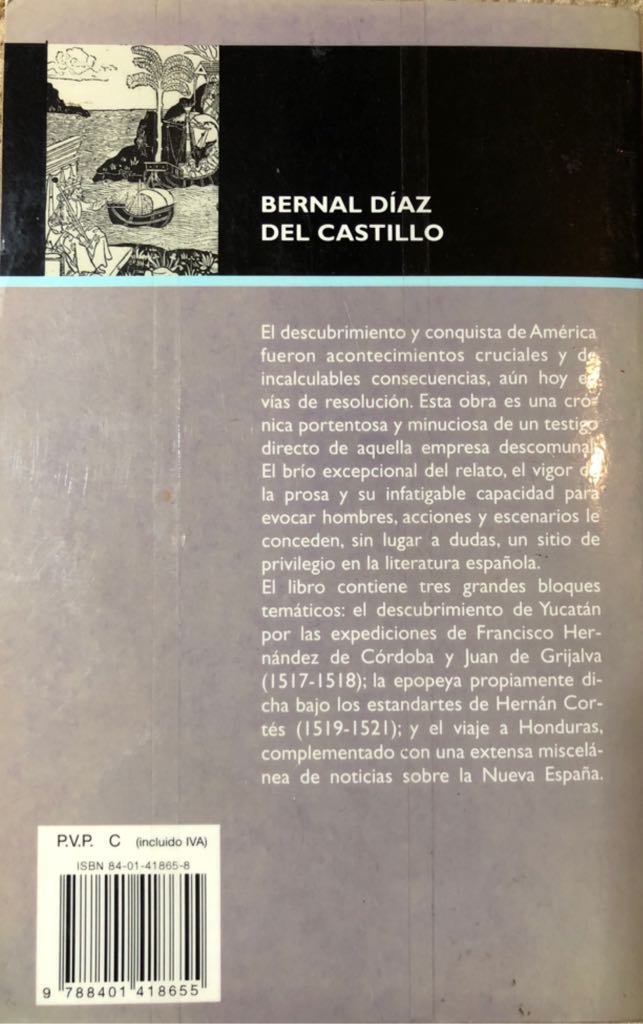 BERNAL DÍAZ
DEL CASTILLO
El descubrimiento y conquista de América
fueron acontecimientos cruciales y de
incalculables consecuencias, aún hoy en
vías de resolución. Esta obra es una cró-
nica portentosa y minuciosa de un testigo
directo de aquella empresa descomunal.
El brío excepcional del relato, el vigor de
la prosa y su infatigable capacidad para
evocar hombres, acciones y escenarios le
conceden, sin lugar a dudas, un sitio de
privilegio en la literatura española.
El libro contiene tres grandes bloques
temáticos: el descubrimiento de Yucatán
por las expediciones de Francisco Her-
nández de Córdoba y Juan de Grijalva
(1517-1518); la epopeya propiamente di-
cha bajo los estandartes de Hernán Cor-
tés (1519-1521); y el viaje a Honduras,
complementado con una extensa miscelá-
nea de noticias sobre la Nueva España.
P.V.P. C (incluido IVA)
ISBN 84-01-41865-8
9 788401 418655